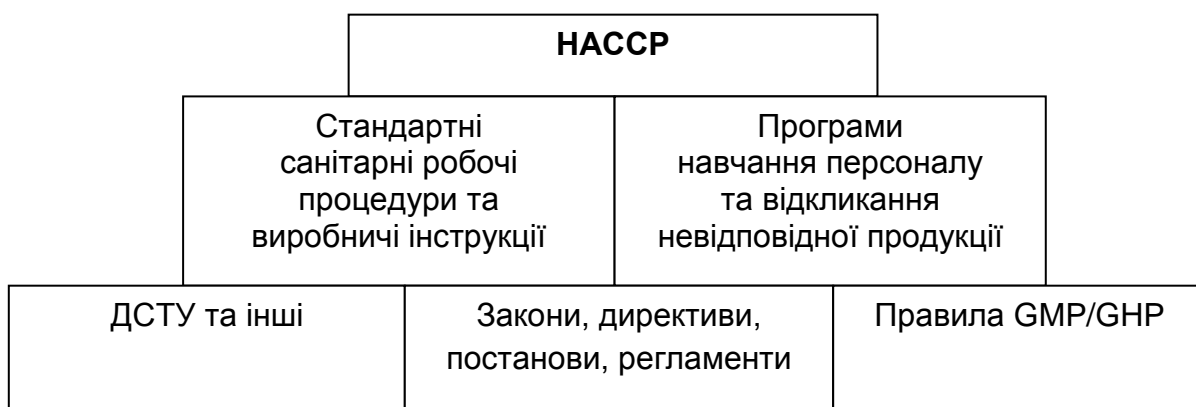 НАССР
Стандартні
санітарні робочі
процедури та
виробничі інструкції
Програми
навчання персоналу
та відкликання
невідповідної продукції
ДСТУ та інші
Закони, директиви,
постанови, регламенти
Правила GMP/GHP